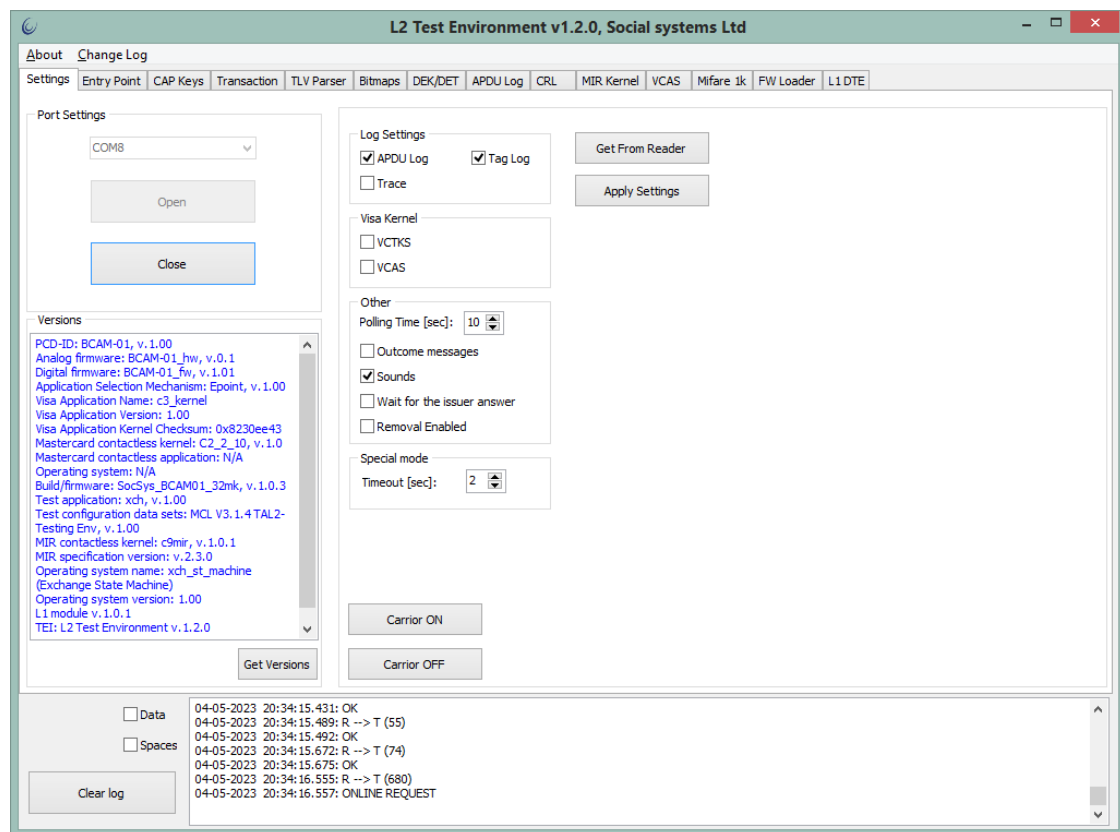 L2 Test Environment v1.2.0, Social systems Ltd
About Change Log
Settings Entry Point CAP Keys Transaction TLV Parser Bitmaps DEK/DET APDU Log CRL MIR Kernel VCAS Mifare 1k FW Loader L1 DTE
Port Settings
COM8
Open
Close
Versions
PCD-ID: BCAM-01, v.1.00
Analog firmware: BCAM-01_hw, v.0.1
Digital firmware: BCAM-01_fw, v.1.01
Application Selection Mechanism: Epoint, v.1.00
Visa Application Name: c3_kernel
Visa Application Version: 1.00
Visa Application Kernel Checksum: 0x8230ee43
Mastercard contactless kernel: C2_2_10, v.1.0
Mastercard contactless application: N/A
Operating system: N/A
Build/firmware: SocSys_BCAM01_32mk, v.1.0.3
Test application: xch, v.1.00
Test configuration data sets: MCL V3.1.4 TAL2-
Testing Env, v.1.00
MIR contactless kernel: c9mir, v.1.0.1
MIR specification version: v.2.3.0
Operating system name: xch_st_machine
(Exchange State Machine)
Operating system version: 1.00
L1 module v.1.0.1
TEI: L2 Test Environment v.1.2.0
Get Versions
Log Settings
APDU Log Tag Log
Trace
Visa Kernel
VCTKS
VCAS
Other
Polling Time [sec]: 10
Outcome messages
Sounds
Wait for the issuer answer
Removal Enabled
Special mode
Timeout [sec]: 2
Carrior ON
Carrior OFF
Get From Reader
Apply Settings
Data
Spaces
Clear log
04-05-2023 20:34:15.431: OK
04-05-2023 20:34:15.489: R --> T (55)
04-05-2023 20:34:15.492: OK
04-05-2023 20:34:15.672: R --> T (74)
04-05-2023 20:34:15.675: OK
04-05-2023 20:34:16.555: R --> T (680)
04-05-2023 20:34:16.557: ONLINE REQUEST